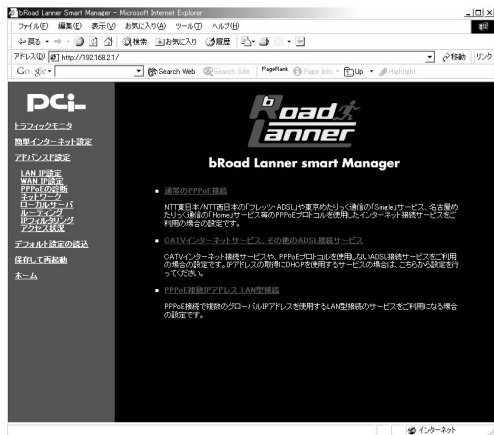 bRoad Lanner Smart Manager - Microsoft Internet Explorer
ファイル(F) 編集(E) 表示(V) お気に入り(A) ツール(T) ヘルプ(H)
戻る 検索 お気に入り 履歴
アドレス(D) http://192.168.2.1/ 移動 リンク
Google Search Web Search Site PageRank Page Info Up Highlight
PCi
トラフィックモニタ
簡単インターネット設定
アドバンスド設定
LAN IP設定
WAN IP設定
PPPoEの診断
ネットワーク
ローカルサーバ
ルーティング
IPフィルタリング
アクセス状況
デフォルト設定の読込
保存して再起動
ホーム
bRoad Lanner
bRoad Lanner smart Manager
通常のPPPoE接続
NTT東日本/NTT西日本の「フレッツ・ADSL」や東京めたりっく通信の「Single」サービス、名古屋め
たりっく通信の「Home」サービス等のPPPoEプロトコルを使用したインターネット接続サービスをご
利用の場合の設定です。
CATVインターネットサービス、その他のADSL接続サービス
CATVインターネット接続サービスや、PPPoEプロトコルを使用しないADSL接続サービスをご利用
の場合の設定です。IPアドレスの取得にDHCPを使用するサービスの場合は、こちらから設定を行
ってください。
PPPoE複数IPアドレス LAN型接続
PPPoE接続で複数のグローバルIPアドレスを使用するLAN型接続のサービスをご利用になる場合
の設定です。
インターネット